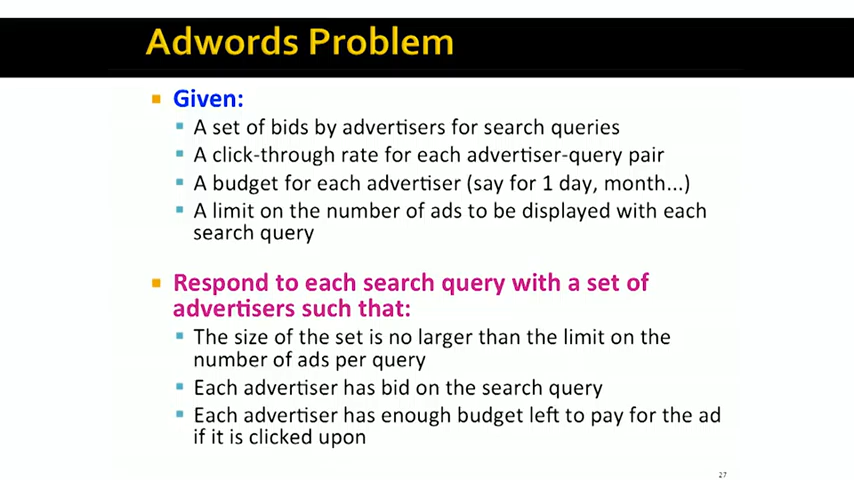 Adwords Problem
Given:
A set of bids by advertisers for search queries
A click-through rate for each advertiser-query pair
A budget for each advertiser (say for 1 day, month...)
A limit on the number of ads to be displayed with each
search query
Respond to each search query with a set of
advertisers such that:
The size of the set is no larger than the limit on the
number of ads per query
Each advertiser has bid on the search query
Each advertiser has enough budget left to pay for the ad
if it is clicked upon
27